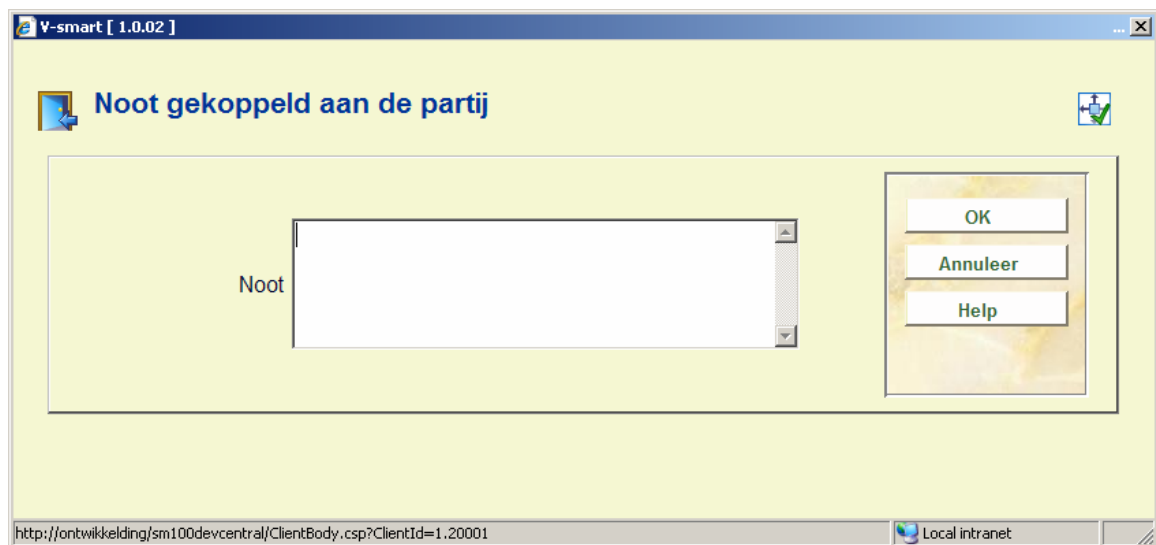 V-smart [ 1.0.02 ]
...
Noot gekoppeld aan de partij
Noot
OK
Annuleer
Help
http://ontwikkelding/sm100devcentral/ClientBody.csp?ClientId=1.20001
Local intranet